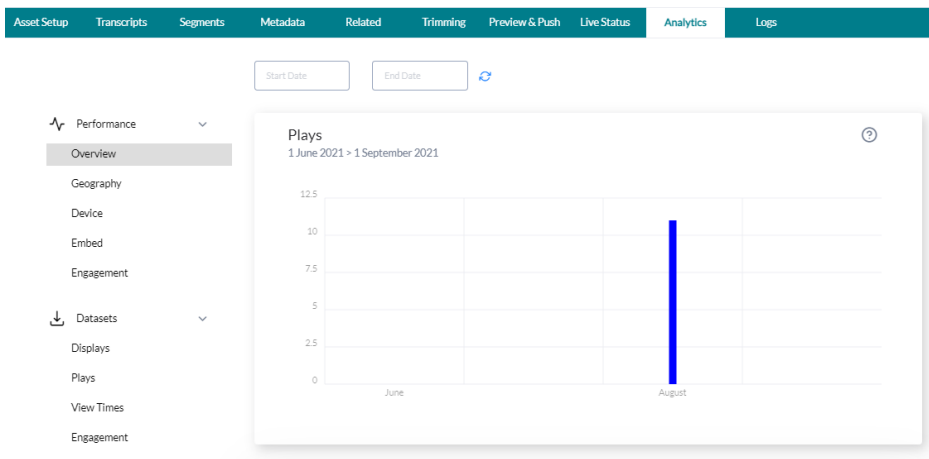 Asset Setup Transcripts Segments Metadata Related Trimming Preview & Push Live Status Analytics Logs
Start Date End Date
Performance
Overview
Geography
Device
Embed
Engagement
Datasets
Displays
Plays
View Times
Engagement
Plays
1 June 2021 > 1 September 2021
12.5
10
7.5
5
2.5
0
June August